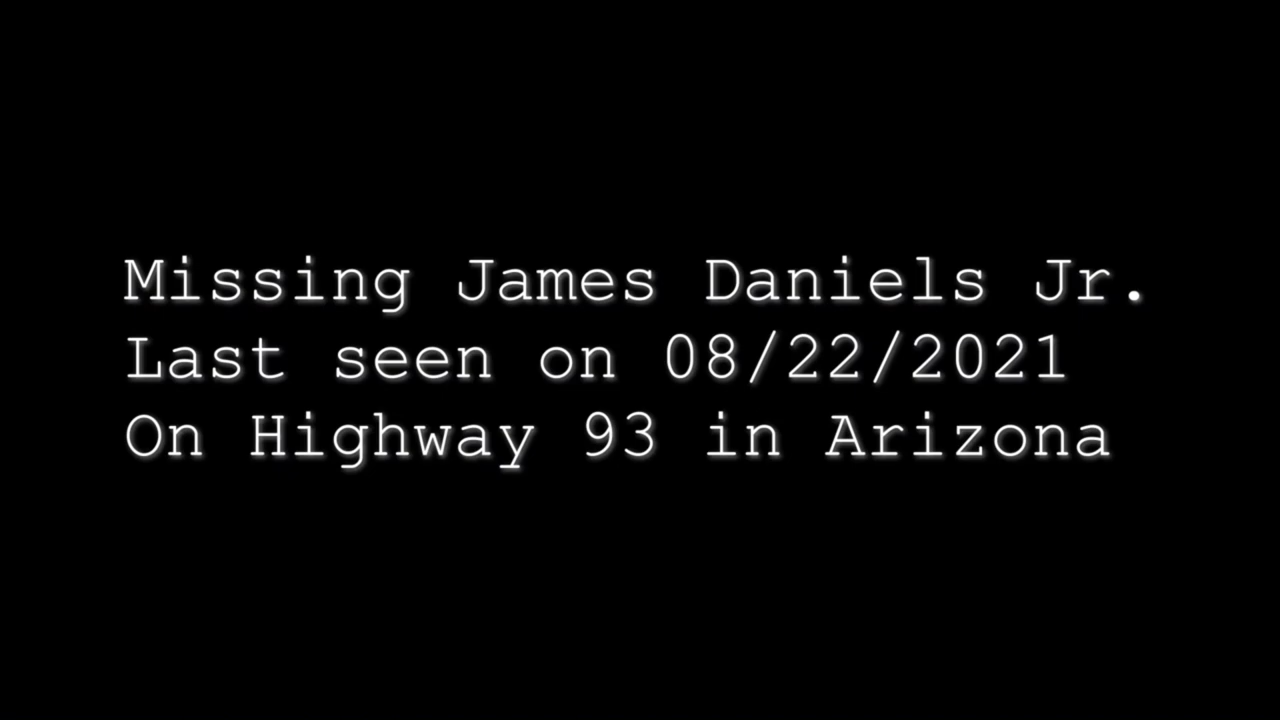 Missing James Daniels Jr.
Last seen on 08/22/2021
On Highway 93 in Arizona